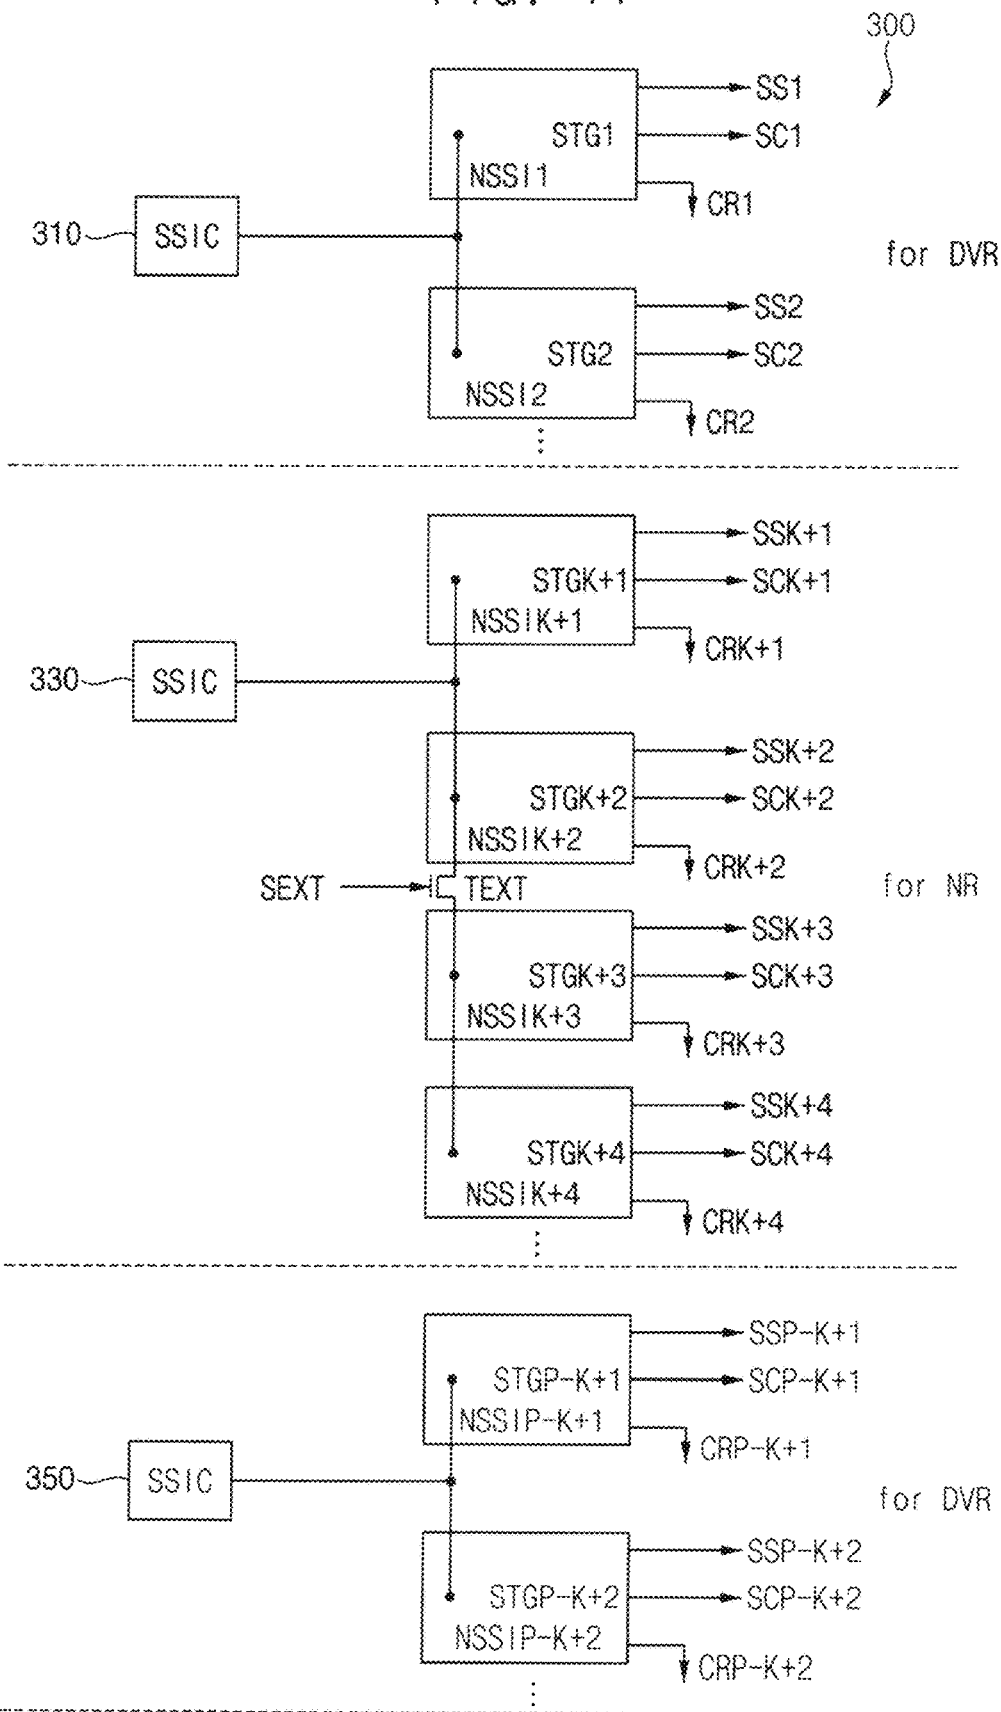 300
SS1
STG1
SC1
NSSI1
CR1
310
SSIC
for DVR
SS2
STG2
SC2
NSSI2
CR2
SSK+1
STGK+1
SCK+1
NSSIK+1
CRK+1
330
SSIC
SSK+2
STGK+2
SCK+2
NSSIK+2
CRK+2
SEXT
TEXT
for NR
SSK+3
STGK+3
SCK+3
NSSIK+3
CRK+3
SSK+4
STGK+4
SCK+4
NSSIK+4
CRK+4
SSP-K+1
STGP-K+1
SCP-K+1
NSSIP-K+1
CRP-K+1
350
SSIC
for DVR
SSP-K+2
STGP-K+2
SCP-K+2
NSSIP-K+2
CRP-K+2